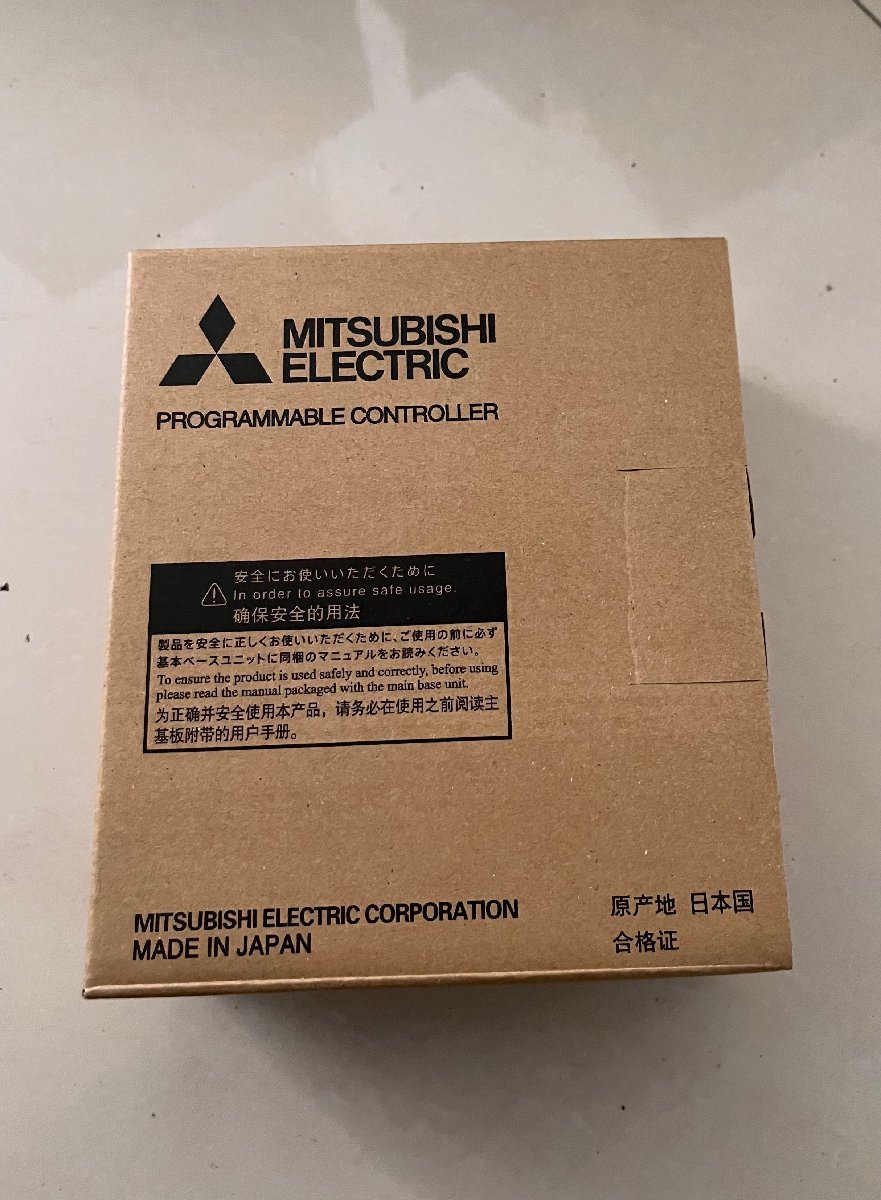 MITSUBISHI
ELECTRIC
PROGRAMMABLE CONTROLLER
安全にお使いいただくために
In order to assure safe usage.
确保安全的用法
製品を安全に正しくお使いいただくために、ご使用の前に必ず
基本ベースユニットに同梱のマニュアルをお読みください。
To ensure the product is used safely and correctly, before using
please read the manual packaged with the main base unit.
为正确并安全使用本产品，请务必在使用之前阅读主
基板附带的用户手册。
MITSUBISHI ELECTRIC CORPORATION
MADE IN JAPAN
原产地 日本国
合格证